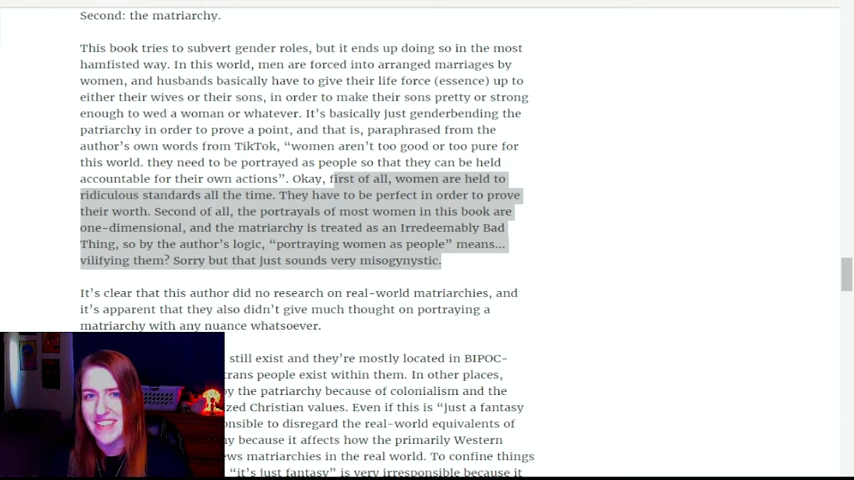 Second: the matriarchy.
This book tries to subvert gender roles, but it ends up doing so in the most
hamfisted way. In this world, men are forced into arranged marriages by
women, and husbands basically have to give their life force (essence) up to
either their wives or their sons, in order to make their sons pretty or strong
enough to wed a woman or whatever. It’s basically just genderbending the
patriarchy in order to prove a point, and that is, paraphrased from the
author’s own words from TikTok, “women aren’t too good or too pure for
this world. they need to be portrayed as people so that they can be held
accountable for their own actions”. Okay, first of all, women are held to
ridiculous standards all the time. They have to be perfect in order to prove
their worth. Second of all, the portrayals of most women in this book are
one-dimensional, and the matriarchy is treated as an Irredeemably Bad
Thing, so by the author’s logic, “portraying women as people” means...
vilifying them? Sorry but that just sounds very misogynystic.
It’s clear that this author did no research on real-world matriarchies, and
it’s apparent that they also didn’t give much thought on portraying a
matriarchy with any nuance whatsoever.
still exist and they’re mostly located in BIPOC-
trans people exist within them. In other places,
by the patriarchy because of colonialism and the
zed Christian values. Even if this is “just a fantasy
onsible to disregard the real-world equivalents of
ny because it affects how the primarily Western
ews matriarchies in the real world. To confine things
“it’s just fantasy” is very irresponsible because it